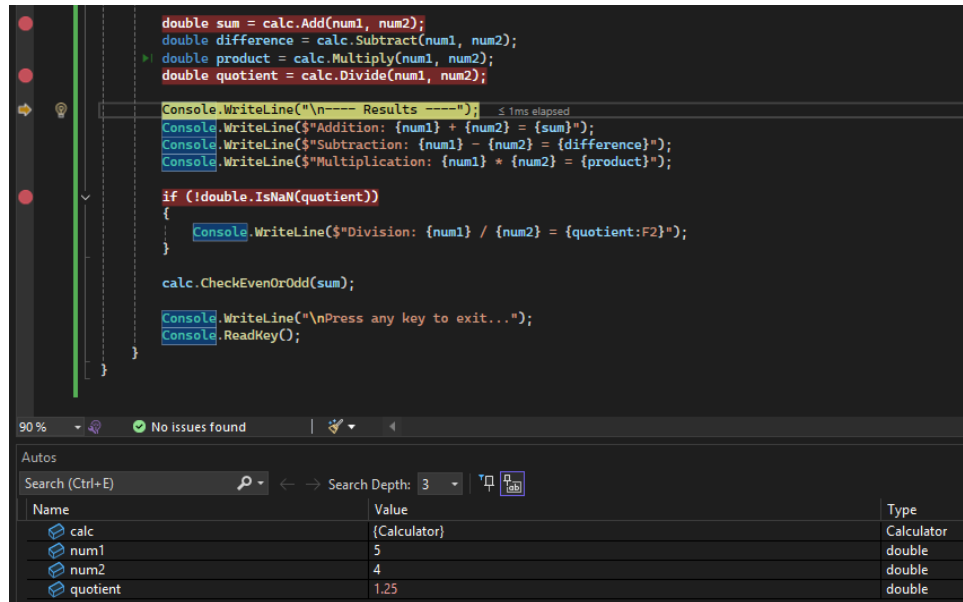 double sum = calc.Add(num1, num2);
double difference = calc.Subtract(num1, num2);
double product = calc.Multiply(num1, num2);
double quotient = calc.Divide(num1, num2);
Console.WriteLine("\n---- Results ----"); ≤ 1ms elapsed
Console.WriteLine($"Addition: {num1} + {num2} = {sum}");
Console.WriteLine($"Subtraction: {num1} - {num2} = {difference}");
Console.WriteLine($"Multiplication: {num1} * {num2} = {product}");
if (!double.IsNaN(quotient))
{
Console.WriteLine($"Division: {num1} / {num2} = {quotient:F2}");
}
calc.CheckEvenOrOdd(sum);
Console.WriteLine("\nPress any key to exit...");
Console.ReadKey();
}
}
90 % No issues found
Autos
Search (Ctrl+E) Search Depth: 3
Name Value Type
calc {Calculator} Calculator
num1 5 double
num2 4 double
quotient 1.25 double